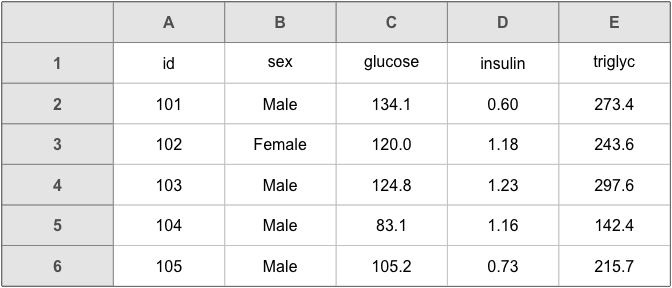 A B C D E
1 id sex glucose insulin triglyc
2 101 Male 134.1 0.60 273.4
3 102 Female 120.0 1.18 243.6
4 103 Male 124.8 1.23 297.6
5 104 Male 83.1 1.16 142.4
6 105 Male 105.2 0.73 215.7